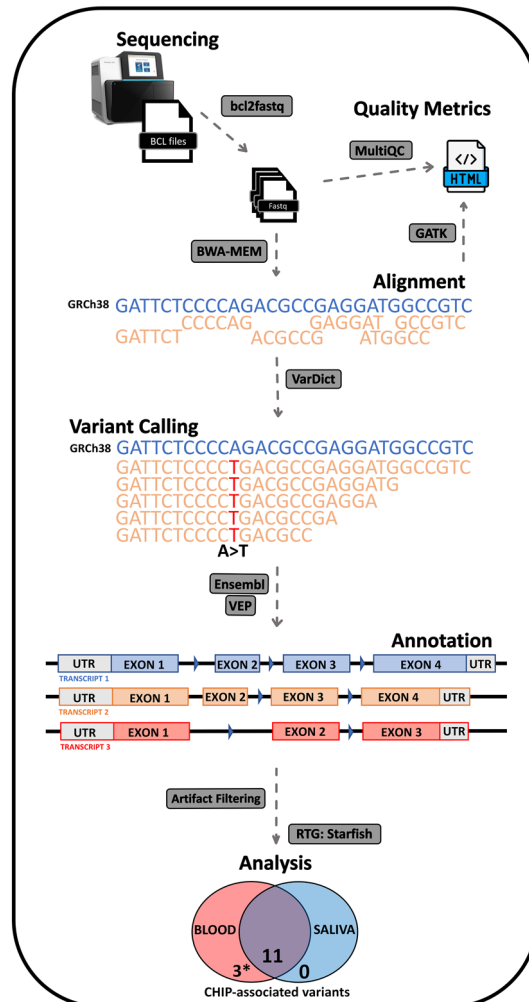 Sequencing
bcl2fastq
BCL files
Quality Metrics
MultiQC
</>
HTML
Fastq
BWA-MEM
GATK
Alignment
GRCh38 GATTCTCCCCAGACGCCGAGGATGGCCGTC
CCCCAG GAGGAT GCCGTC
GATTCT ACGCCG ATGGCC
VarDict
Variant Calling
GRCh38 GATTCTCCCCAGACGCCGAGGATGGCCGTC
GATTCTCCCCTGACGCCGAGGATGGCCGTC
GATTCTCCCCTGACGCCGAGGATG
GATTCTCCCCTGACGCCGAGGA
GATTCTCCCCTGACGCCGA
GATTCTCCCCTGACGCC
A>T
Ensembl
VEP
Annotation
UTR EXON 1 EXON 2 EXON 3 EXON 4 UTR
TRANSCRIPT 1
UTR EXON 1 EXON 2 EXON 3 EXON 4 UTR
TRANSCRIPT 2
UTR EXON 1 EXON 2 EXON 3 UTR
TRANSCRIPT 3
Artifact Filtering
RTG: Starfish
Analysis
BLOOD SALIVA
11
3* 0
CHIP-associated variants